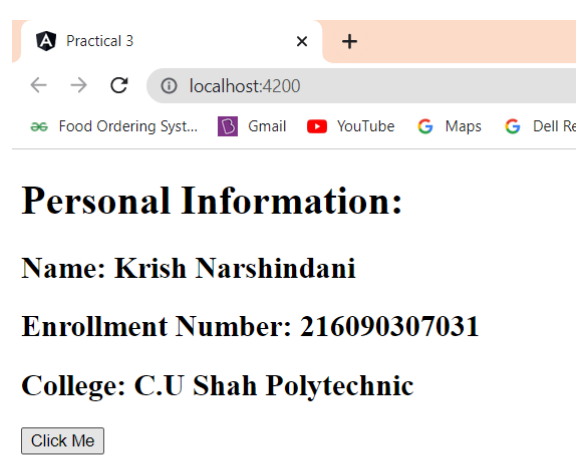 Practical 3
localhost:4200
Food Ordering Syst... Gmail YouTube Maps Dell Re
Personal Information:
Name: Krish Narshindani
Enrollment Number: 216090307031
College: C.U Shah Polytechnic
Click Me